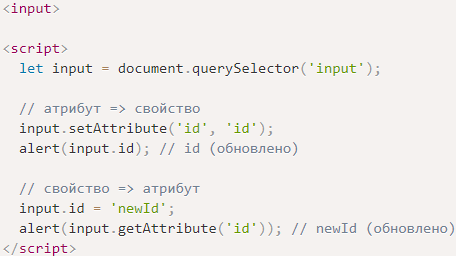 <input>
<script>
let input = document.querySelector('input');
// атрибут => свойство
input.setAttribute('id', 'id');
alert(input.id); // id (обновлено)
// свойство => атрибут
input.id = 'newId';
alert(input.getAttribute('id')); // newId (обновлено)
</script>